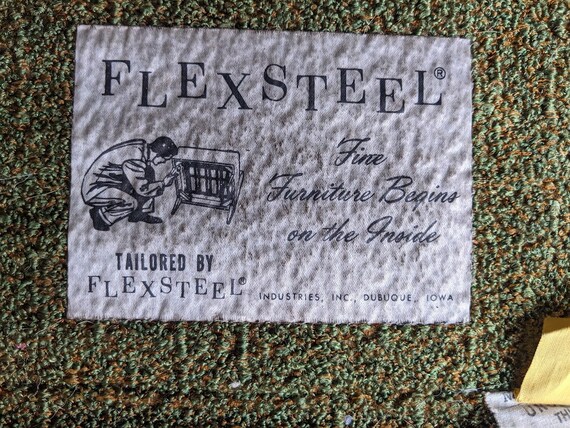 FLEXSTEEL®
Fine
Furniture Begins
on the Inside
TAILORED BY
FLEXSTEEL®
INDUSTRIES, INC., DUBUQUE, IOWA